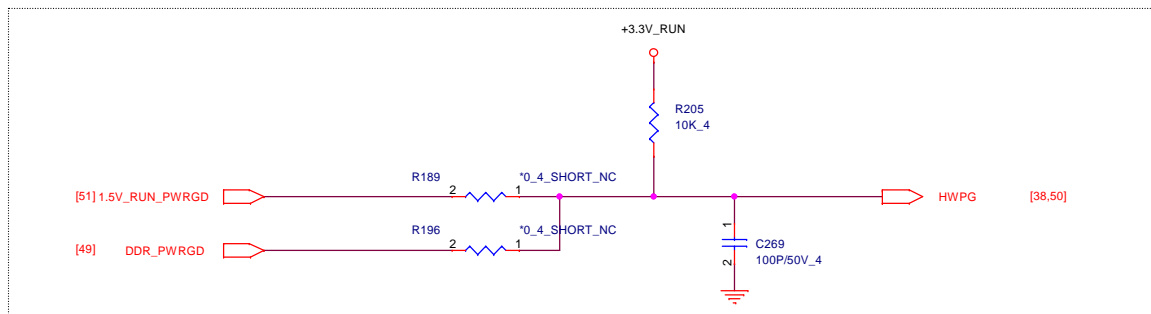 +3.3V_RUN
R205
10K_4
R189
2
1
*0_4_SHORT_NC
[51] 1.5V_RUN_PWRGD
HWPG
[38,50]
R196
2
1
*0_4_SHORT_NC
[49]
DDR_PWRGD
1
C269
2
100P/50V_4